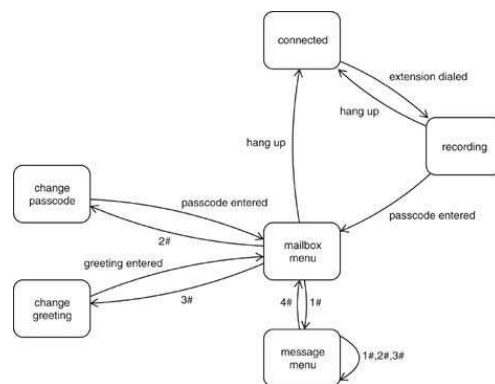 connected
extension dialed
hang up
recording
hang up
change
passcode
passcode entered
passcode entered
2#
mailbox
menu
greeting entered
3#
change
greeting
4#
1#
message
menu
1#,2#,3#